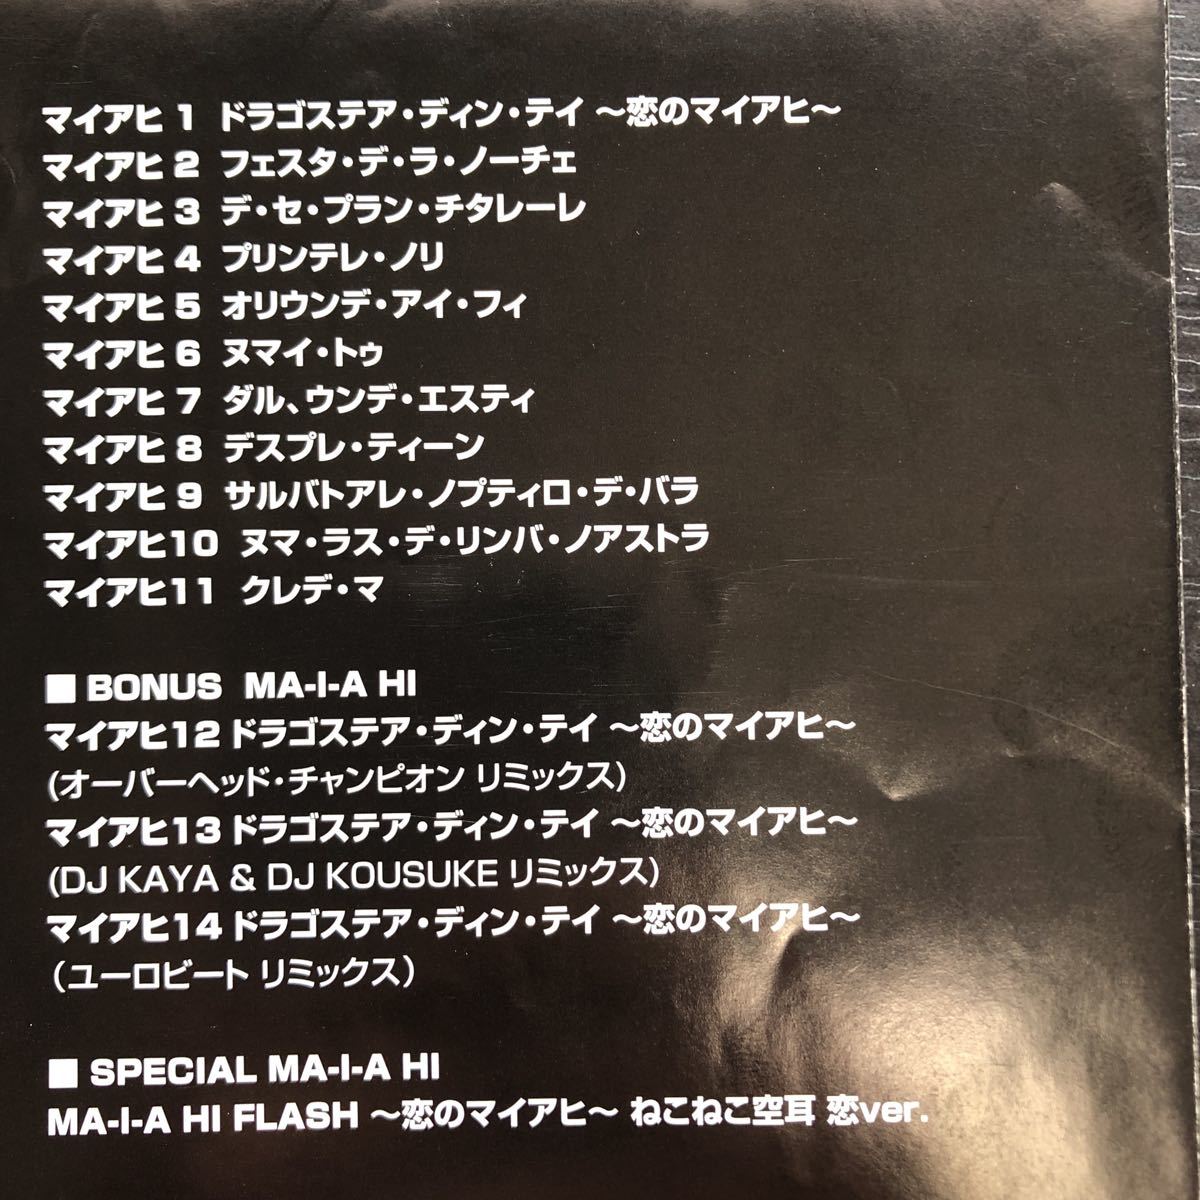 マイアヒ 1 ドラゴステア・ディン・テイ ～恋のマイアヒ～
マイアヒ 2 フェスタ・デ・ラ・ノーチェ
マイアヒ 3 デ・セ・プラン・チタレーレ
マイアヒ 4 プリンテレ・ノリ
マイアヒ 5 オリウンデ・アイ・フィ
マイアヒ 6 ヌマイ・トゥ
マイアヒ 7 ダル、ウンデ・エスティ
マイアヒ 8 デスプレ・ティーン
マイアヒ 9 サルバトアレ・ノプティロ・デ・バラ
マイアヒ10 ヌマ・ラス・デ・リンバ・ノアストラ
マイアヒ11 クレデ・マ
■ BONUS MA-I-A HI
マイアヒ12 ドラゴステア・ディン・テイ ～恋のマイアヒ～
(オーバーヘッド・チャンピオン リミックス)
マイアヒ13 ドラゴステア・ディン・テイ ～恋のマイアヒ～
(DJ KAYA & DJ KOUSUKE リミックス)
マイアヒ14 ドラゴステア・ディン・テイ ～恋のマイアヒ～
(ユーロビート リミックス)
■ SPECIAL MA-I-A HI
MA-I-A HI FLASH ～恋のマイアヒ～ ねこねこ空耳 恋ver.